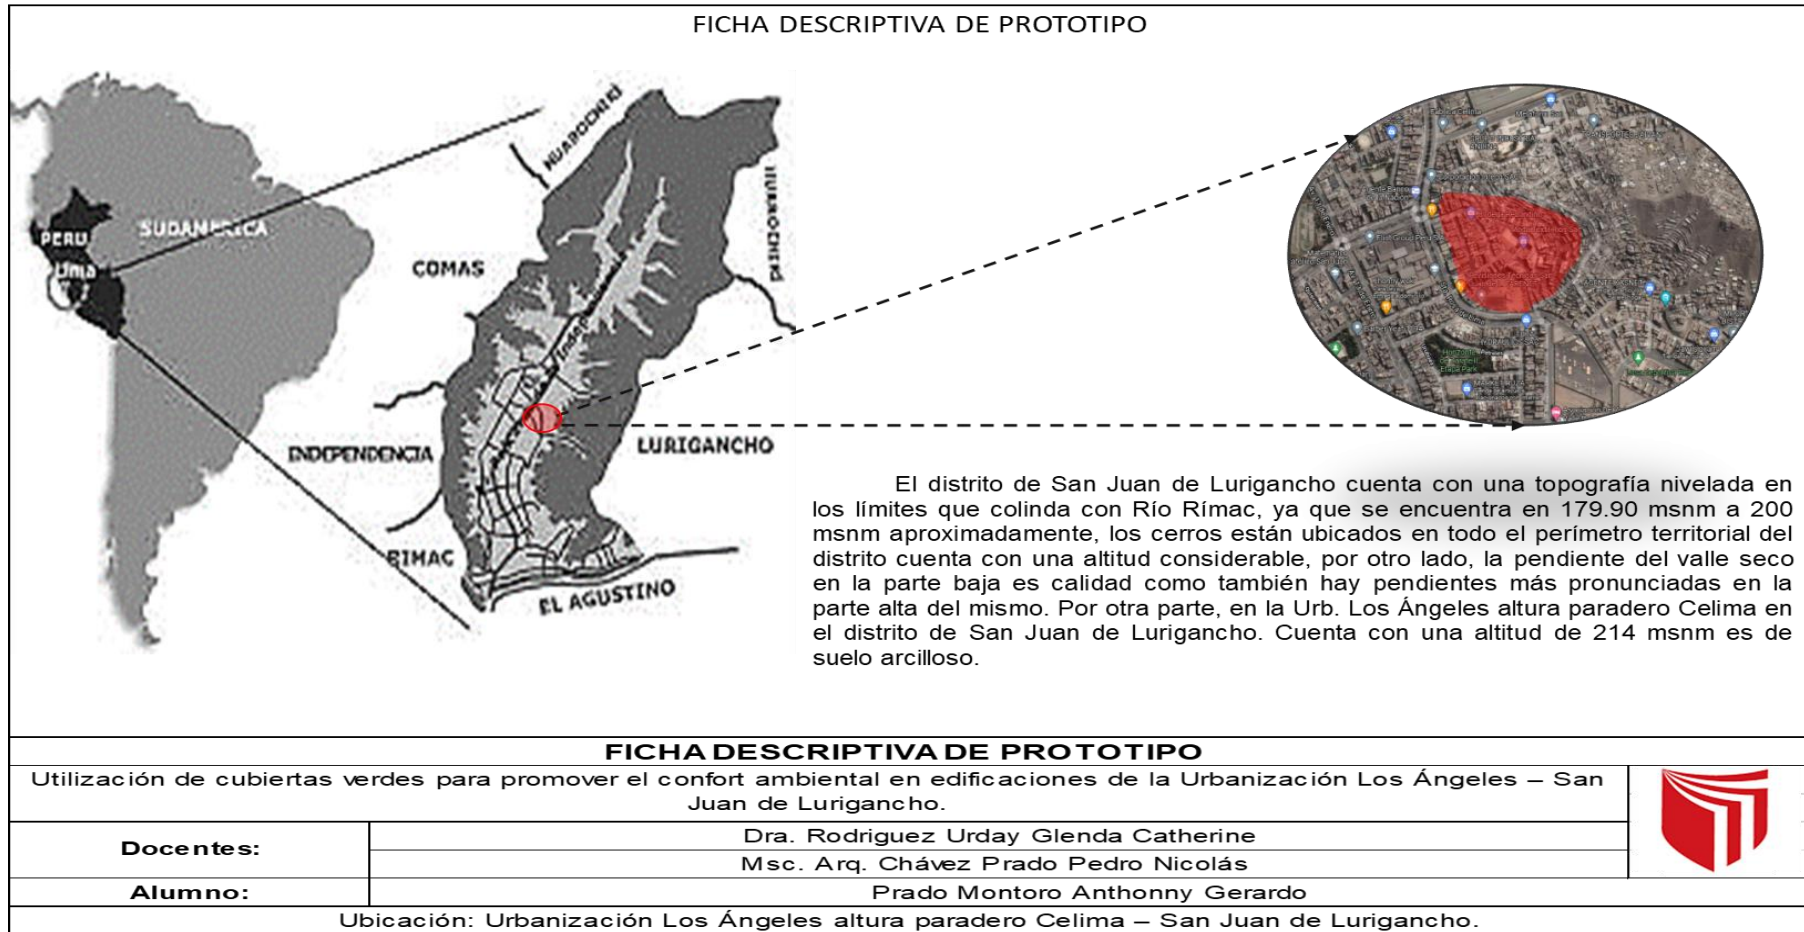 FICHA DESCRIPTIVA DE PROTOTIPO
SUDAMERICA
PERU
Lima
HUAROCHIRI
HUAROCHIRI
COMAS
INDEPENDENCIA
LURIGANCHO
RIMAC
EL AGUSTINO
El distrito de San Juan de Lurigancho cuenta con una topografía nivelada en
los límites que colinda con Río Rímac, ya que se encuentra en 179.90 msnm a 200
msnm aproximadamente, los cerros están ubicados en todo el perímetro territorial del
distrito cuenta con una altitud considerable, por otro lado, la pendiente del valle seco
en la parte baja es calidad como también hay pendientes más pronunciadas en la
parte alta del mismo. Por otra parte, en la Urb. Los Ángeles altura paradero Celima en
el distrito de San Juan de Lurigancho. Cuenta con una altitud de 214 msnm es de
suelo arcilloso.
FICHA DESCRIPTIVA DE PROTOTIPO
Utilización de cubiertas verdes para promover el confort ambiental en edificaciones de la Urbanización Los Ángeles – San
Juan de Lurigancho.
Docentes:
Dra. Rodriguez Urday Glenda Catherine
Msc. Arq. Chávez Prado Pedro Nicolás
Alumno:
Prado Montoro Anthonny Gerardo
Ubicación: Urbanización Los Ángeles altura paradero Celima – San Juan de Lurigancho.